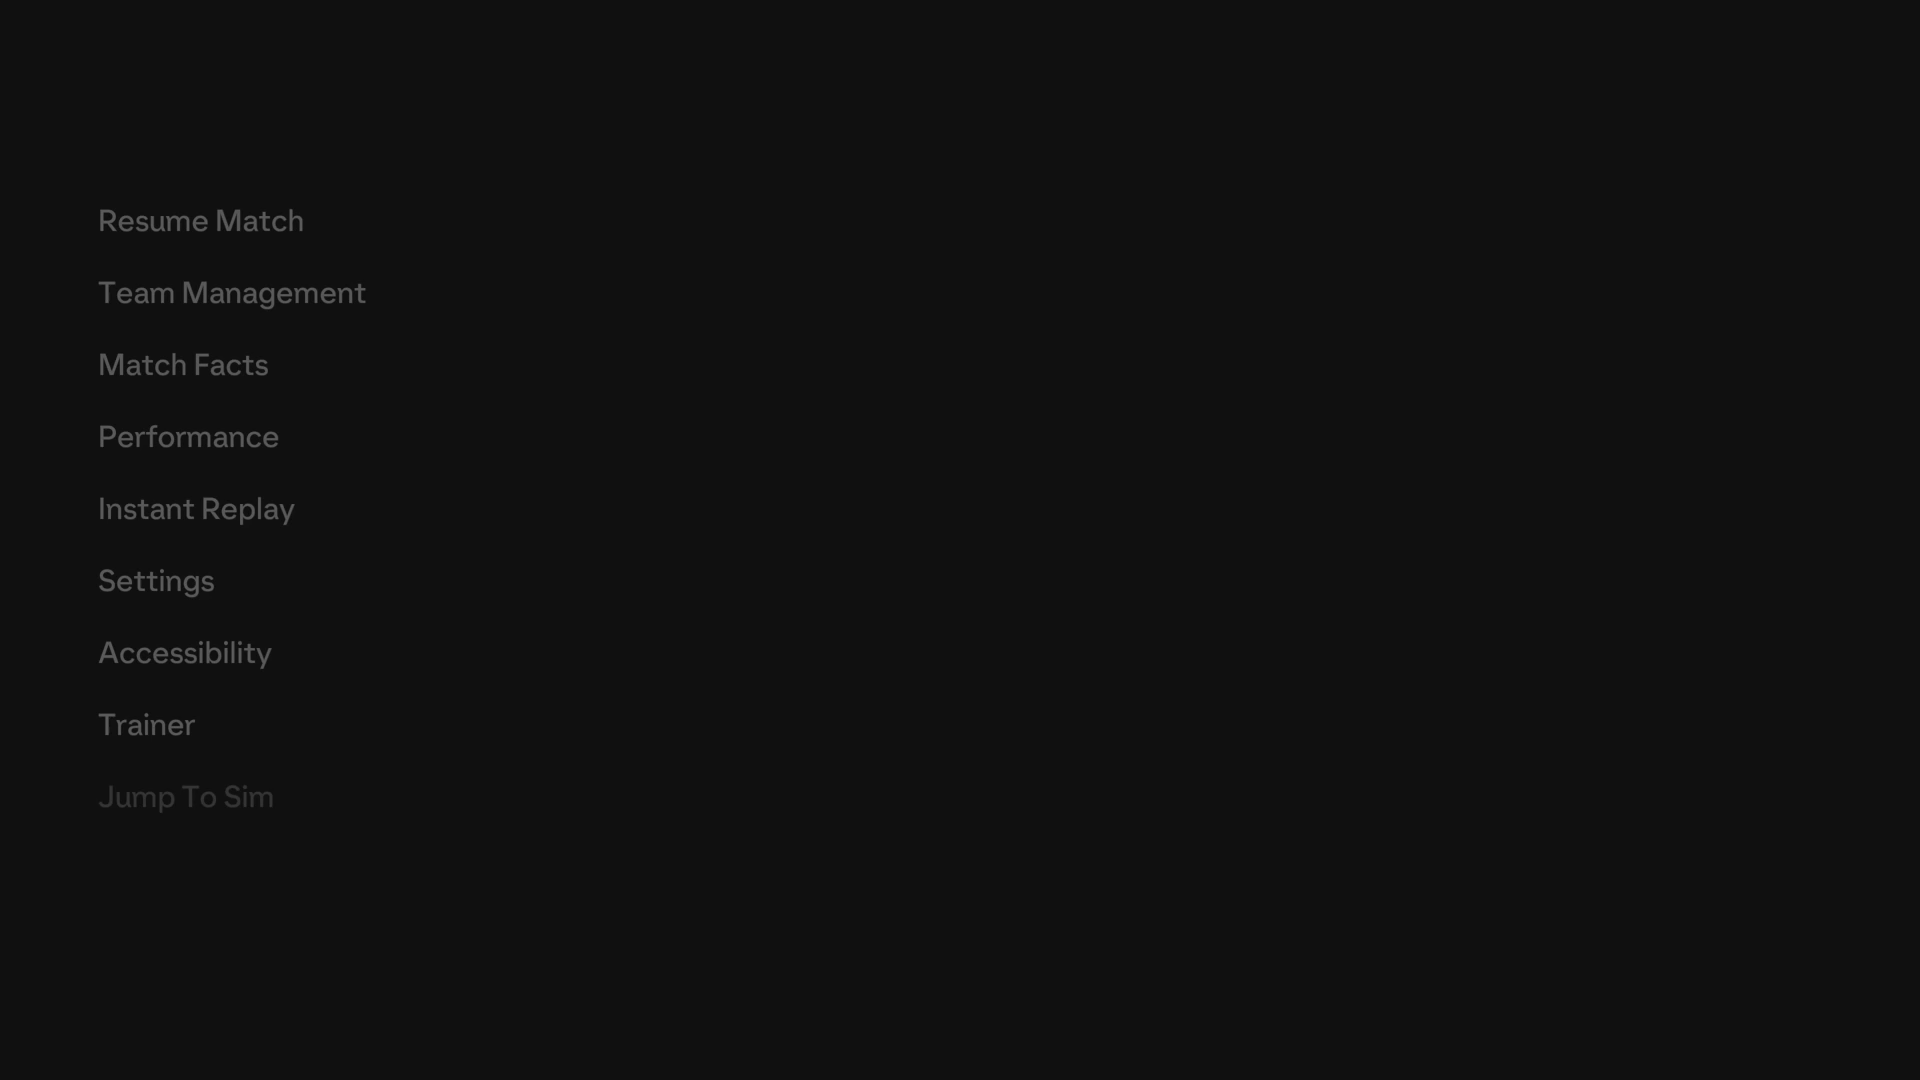 Resume Match
Team Management
Match Facts
Performance
Instant Replay
Settings
Accessibility
Trainer
Jump To Sim